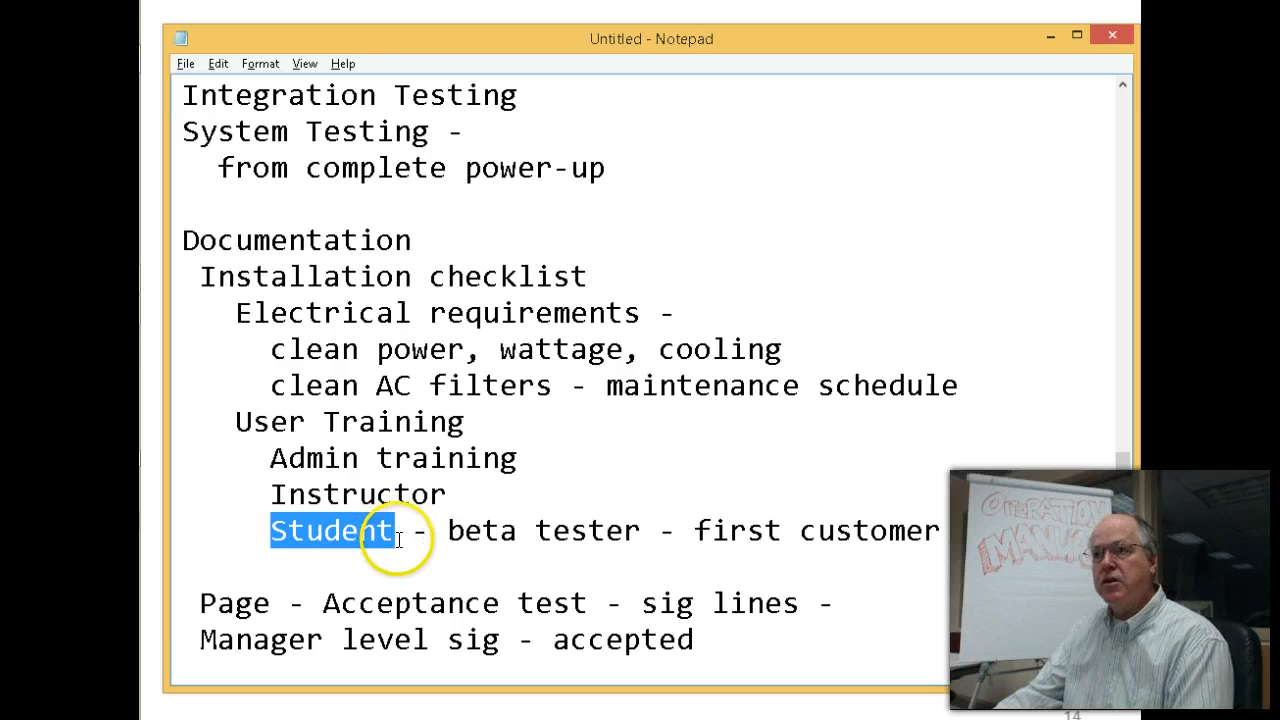 Untitled - Notepad
File Edit Format View Help
Integration Testing
System Testing -
from complete power-up
Documentation
Installation checklist
Electrical requirements -
clean power, wattage, cooling
clean AC filters - maintenance schedule
User Training
Admin training
Instructor
Student - beta tester - first customer
Page - Acceptance test - sig lines -
Manager level sig - accepted
OPERATION
14